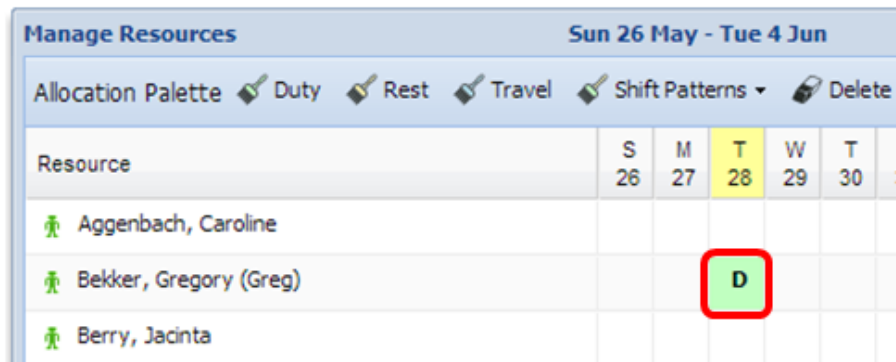 Manage Resources Sun 26 May - Tue 4 Jun
Allocation Palette Duty Rest Travel Shift Patterns Delete
Resource S M T W T
26 27 28 29 30
Aggenbach, Caroline
Bekker, Gregory (Greg) D
Berry, Jacinta